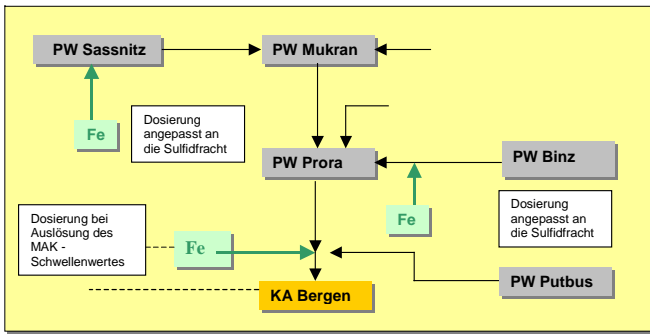 PW Sassnitz
PW Mukran
Fe
Dosierung
angepasst an
die Sulfidfracht
PW Prora
PW Binz
Fe
Dosierung
angepasst an
die Sulfidfracht
Dosierung bei
Auslösung des
MAK -
Schwellenwertes
Fe
PW Putbus
KA Bergen